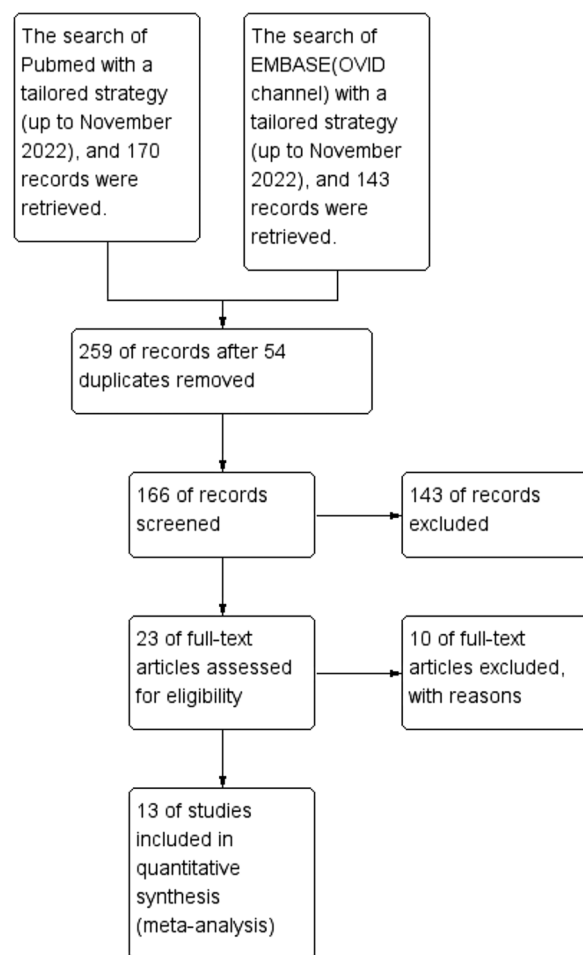 The search of
Pubmed with a
tailored strategy
(up to November
2022), and 170
records were
retrieved.
The search of
EMBASE(OVID
channel) with a
tailored strategy
(up to November
2022), and 143
records were
retrieved.
259 of records after 54
duplicates removed
166 of records
screened
143 of records
excluded
23 of full-text
articles assessed
for eligibility
10 of full-text
articles excluded,
with reasons
13 of studies
included in
quantitative
synthesis
(meta-analysis)